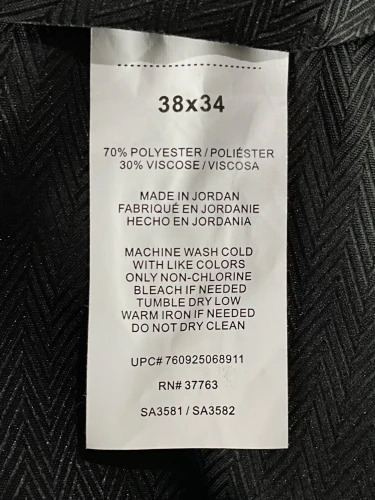 38x34
70% POLYESTER / POLIÉSTER
30% VISCOSE / VISCOSA
MADE IN JORDAN
FABRIQUÉ EN JORDANIE
HECHO EN JORDANIA
MACHINE WASH COLD
WITH LIKE COLORS
ONLY NON-CHLORINE
BLEACH IF NEEDED
TUMBLE DRY LOW
WARM IRON IF NEEDED
DO NOT DRY CLEAN
UPC# 760925068911
RN# 37763
SA3581 / SA3582